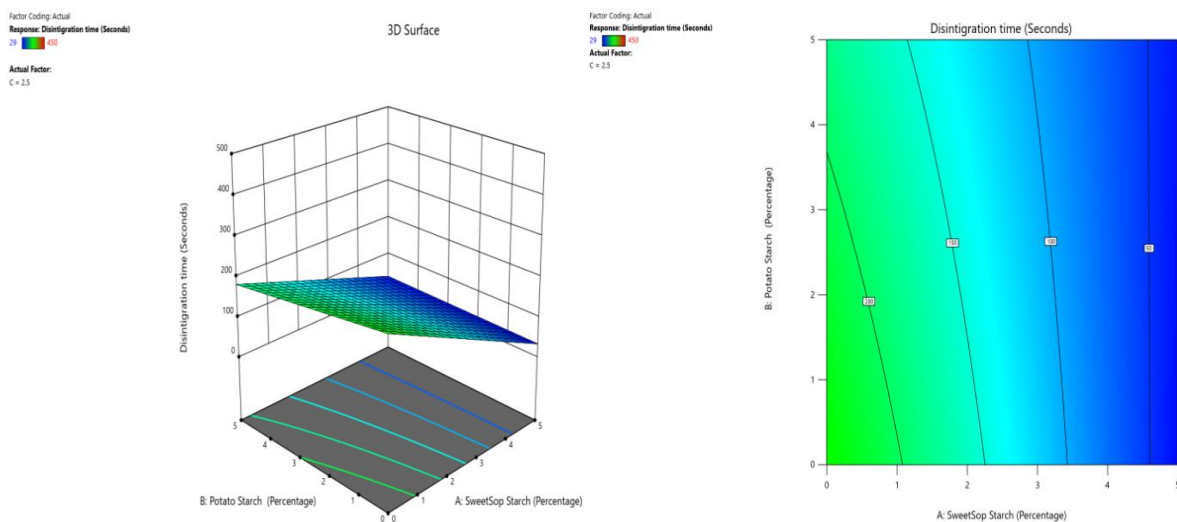 Factor Coding: Actual
Response: Disintigration time (Seconds)
29 450
Actual Factor:
C = 2.5
3D Surface
500
400
300
200
100
0
Disintigration time (Seconds)
5
4
3
2
1
0
0
1
2
3
4
5
B: Potato Starch (Percentage)
A: SweetSop Starch (Percentage)
Factor Coding: Actual
Response: Disintigration time (Seconds)
29 450
Actual Factor:
C = 2.5
Disintigration time (Seconds)
5
4
3
2
1
0
B: Potato Starch (Percentage)
200
150
100
50
0 1 2 3 4 5
A: SweetSop Starch (Percentage)